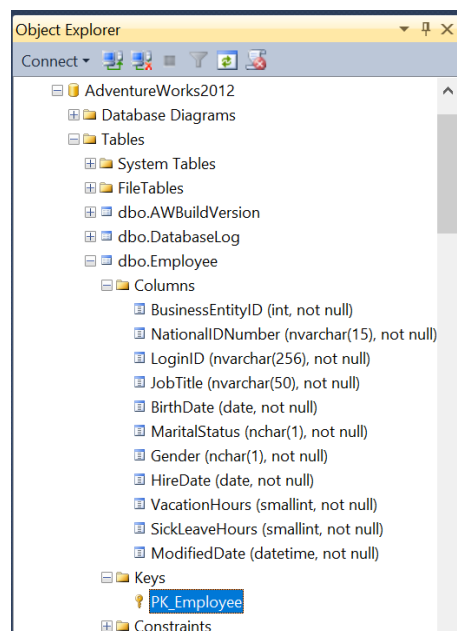 Object Explorer
Connect
AdventureWorks2012
Database Diagrams
Tables
System Tables
FileTables
dbo.AWBuildVersion
dbo.DatabaseLog
dbo.Employee
Columns
BusinessEntityID (int, not null)
NationalIDNumber (nvarchar(15), not null)
LoginID (nvarchar(256), not null)
JobTitle (nvarchar(50), not null)
BirthDate (date, not null)
MaritalStatus (nchar(1), not null)
Gender (nchar(1), not null)
HireDate (date, not null)
VacationHours (smallint, not null)
SickLeaveHours (smallint, not null)
ModifiedDate (datetime, not null)
Keys
PK_Employee
Constraints